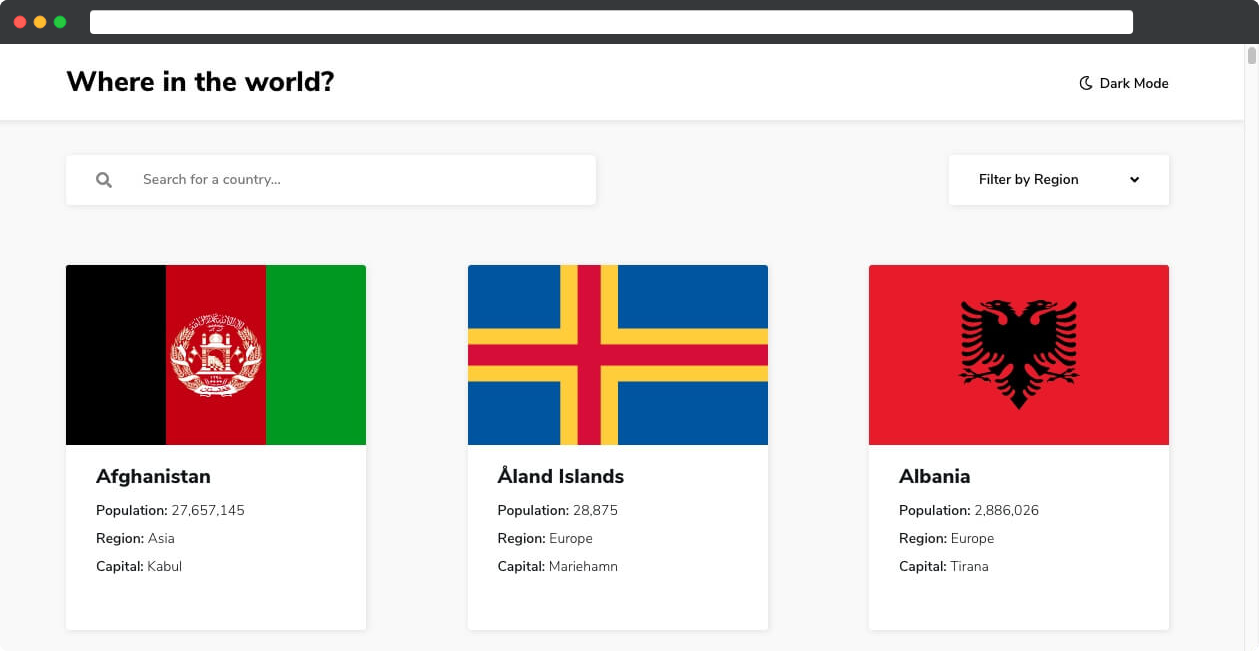 Where in the world?
Dark Mode
Search for a country...
Filter by Region
Afghanistan
Population: 27,657,145
Region: Asia
Capital: Kabul
Åland Islands
Population: 28,875
Region: Europe
Capital: Mariehamn
Albania
Population: 2,886,026
Region: Europe
Capital: Tirana